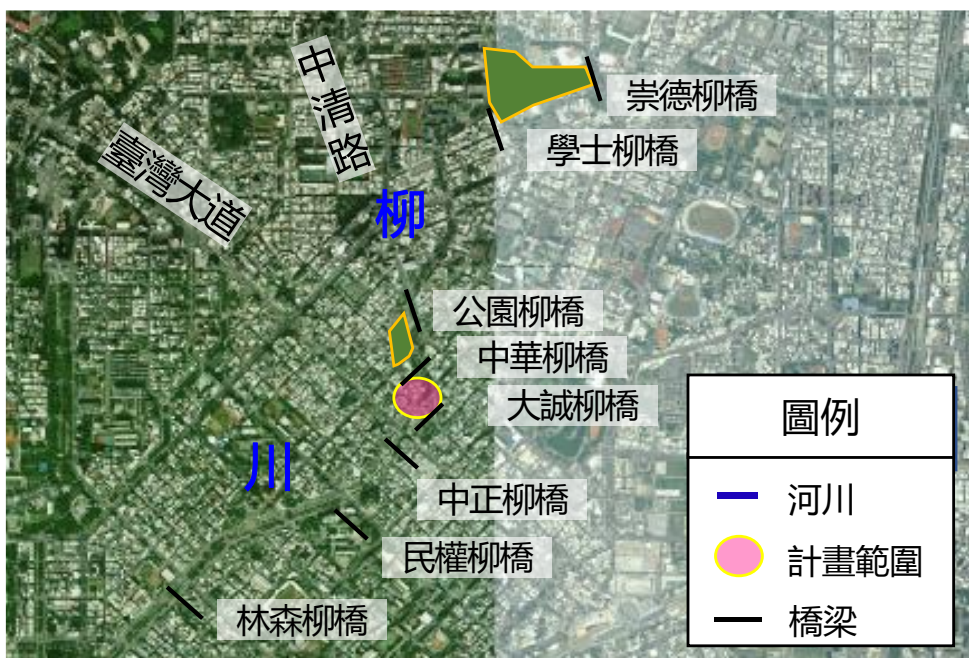 中清路
崇德柳橋
學士柳橋
臺灣大道
柳
公園柳橋
中華柳橋
大誠柳橋
川
中正柳橋
民權柳橋
林森柳橋
圖例
河川
計畫範圍
橋梁